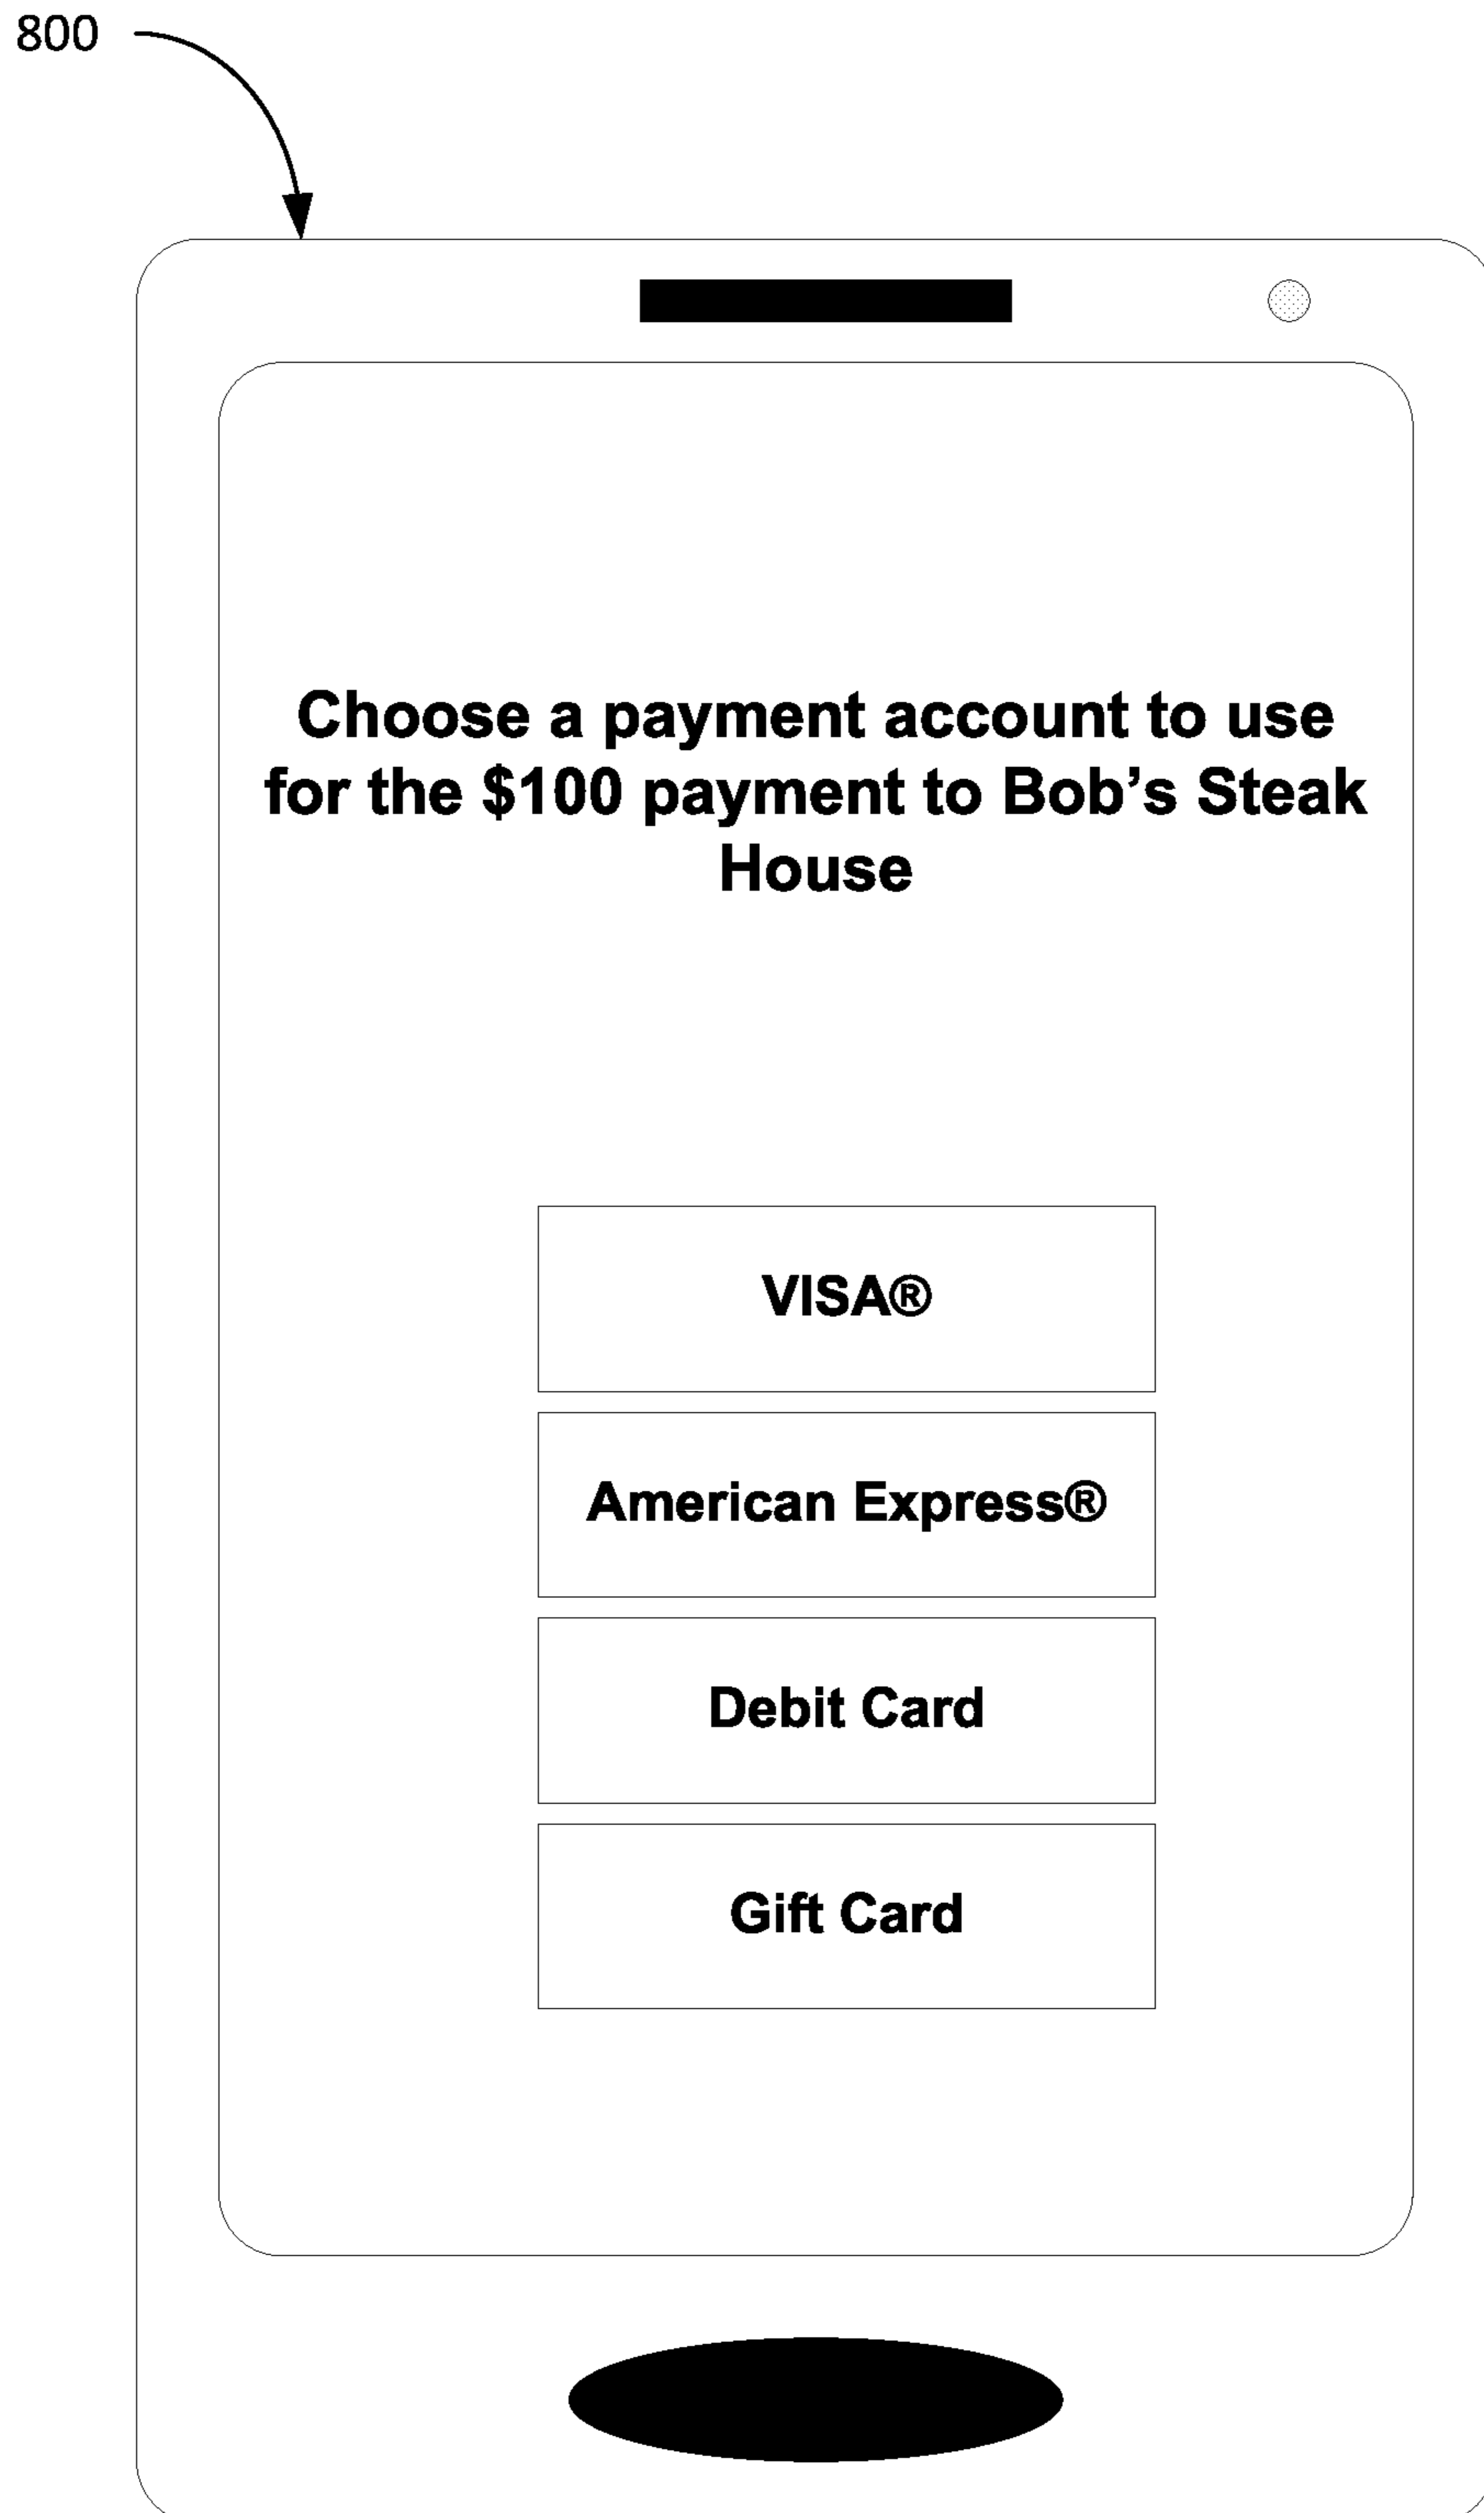 800
Choose a payment account to use
for the $100 payment to Bob’s Steak
House
VISA®
American Express®
Debit Card
Gift Card